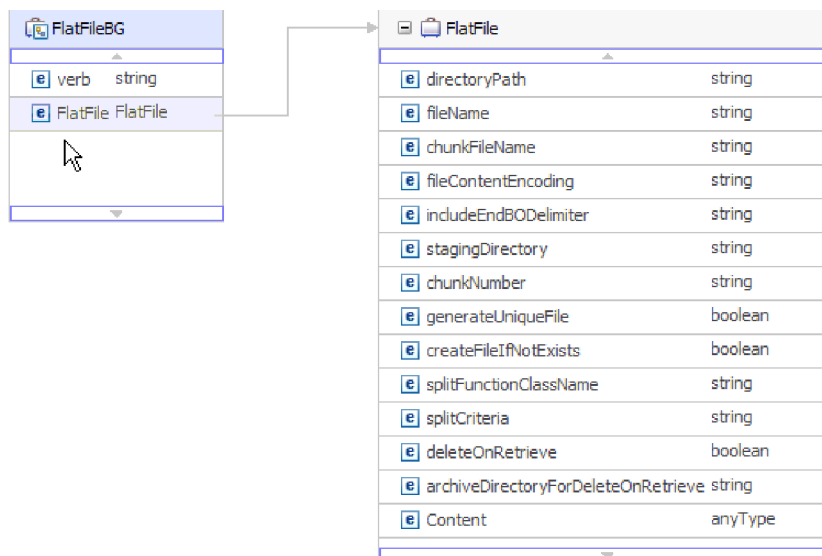 FlatFileBG
verb string
FlatFile FlatFile
FlatFile
directoryPath string
fileName string
chunkFileName string
fileContentEncoding string
includeEndBODelimiter string
stagingDirectory string
chunkNumber string
generateUniqueFile boolean
createFileIfNotExists boolean
splitFunctionClassName string
splitCriteria string
deleteOnRetrieve boolean
archiveDirectoryForDeleteOnRetrieve string
Content anyType